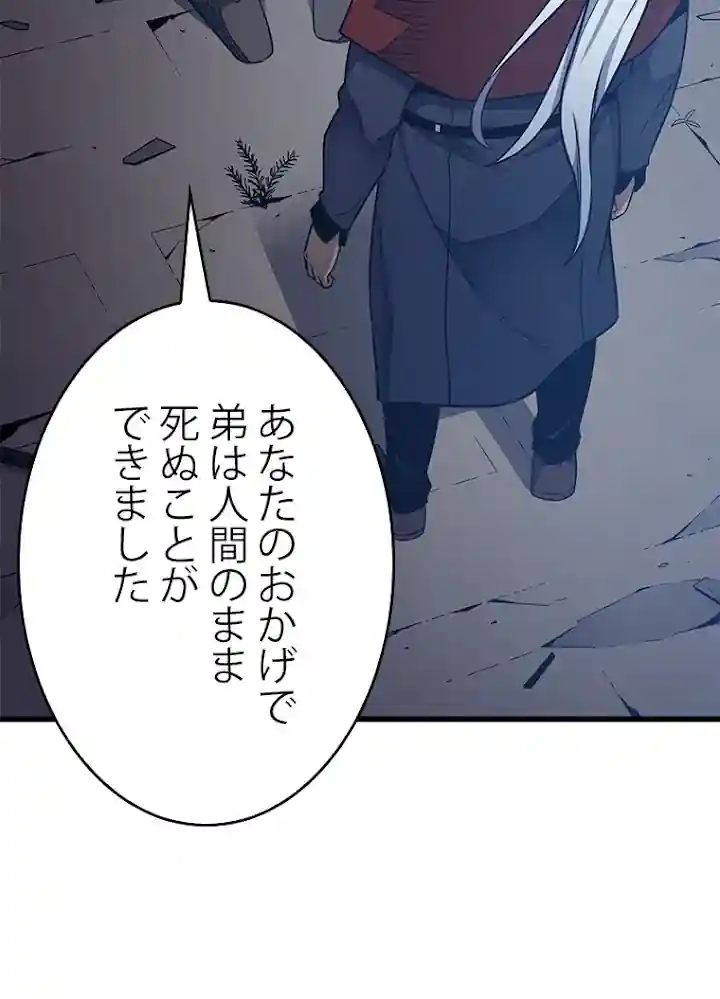 あなたのおかげで
弟は人間のまま
死ぬことが
できました